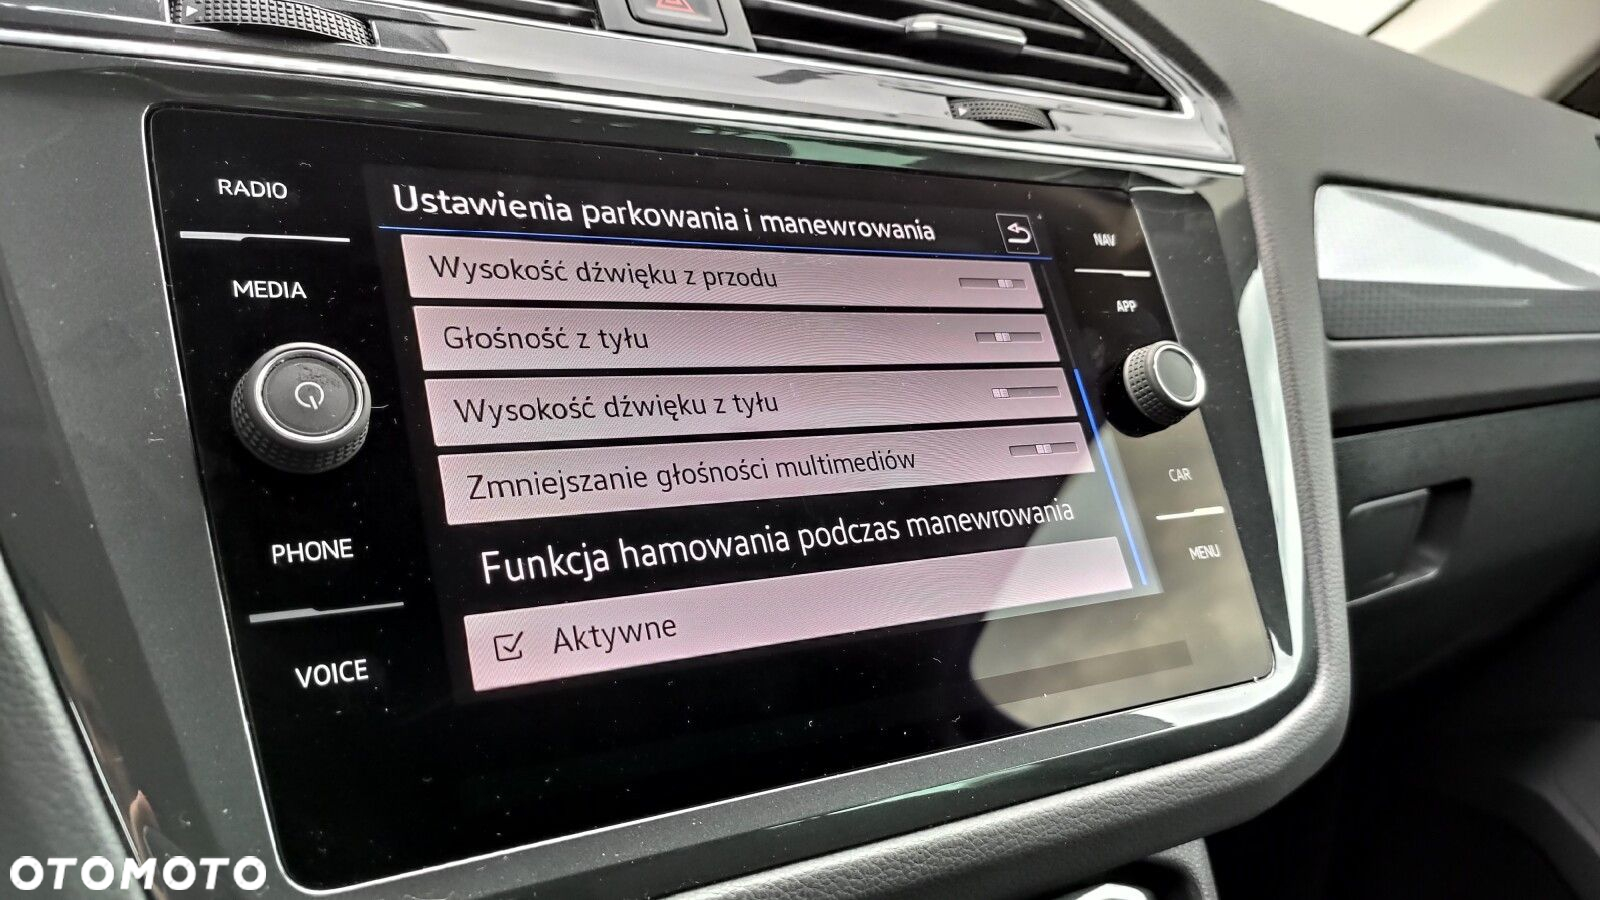 RADIO
MEDIA
PHONE
VOICE
Ustawienia parkowania i manewrowania
Wysokość dźwięku z przodu
Głośność z tyłu
Wysokość dźwięku z tyłu
Zmniejszanie głośności multimediów
Funkcja hamowania podczas manewrowania
Aktywne
NAV
APP
CAR
MENU
OTOMOTO